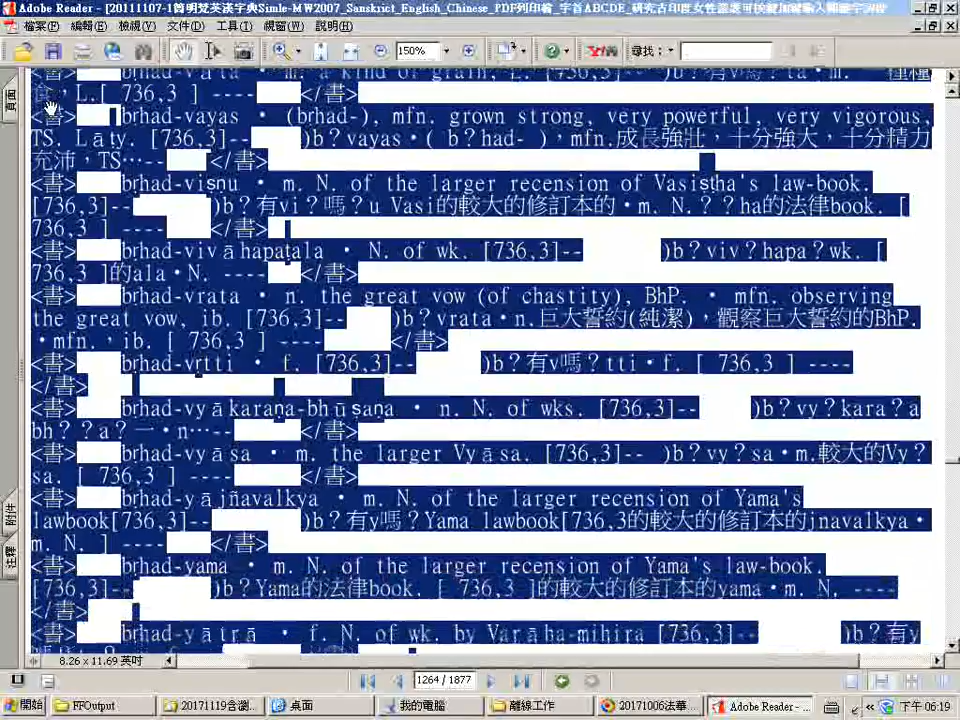 Adobe Reader - [20111107-1簡明梵英漢字典Simle-MW2007_Sanskrict_English_Chinese_PDF列印檔_字首ABCDE_研究古印度女性
檔案(F) 編輯(E) 檢視(V) 文件(D) 工具(T) 視窗(W) 說明(H)
150% 尋找：
頁面
附件
註釋
食，L.[ 736,3 ] ---- </書>
<書> bṛhad-vayas • (bṛhad-), mfn. grown strong, very powerful, very vigorous,
TS. Lāṭy. [736,3]-- )b？vayas•( b？had- )，mfn.成長強壯，十分強大，十分精力
充沛，TS…-- </書>
<書> bṛhad-viṣṇu • m. N. of the larger recension of Vasiṣṭha's law-book.
[736,3]-- )b？有vi？嗎？u Vasi的較大的修訂本的•m. N.？？ha的法律book. [
736,3 ] ---- </書>
<書> bṛhad-vivāhapaṭala • N. of wk. [736,3]-- )b？viv？hapa？wk. [
736,3 ]的ala•N. ---- </書>
<書> bṛhad-vrata • n. the great vow (of chastity), BhP. • mfn. observing
the great vow, ib. [736,3]-- )b？vrata•n.巨大誓約(純潔)，觀察巨大誓約的BhP.
•mfn.，ib. [ 736,3 ] ---- </書>
<書> bṛhad-vṛtti • f. [736,3]-- )b？有v嗎？tti•f. [ 736,3 ] ----
</書>
<書> bṛhad-vyākaraṇa-bhūṣaṇa • n. N. of wks. [736,3]-- )b？vy？kara？a
bh？？a？一•n…-- </書>
<書> bṛhad-vyāsa • m. the larger Vyāsa. [736,3]-- )b？vy？sa•m.較大的Vy？
sa. [ 736,3 ] ---- </書>
<書> bṛhad-yājñavalkya • m. N. of the larger recension of Yama's
lawbook[736,3]-- )b？有y嗎？Yama lawbook[736,3的較大的修訂本的jnavalkya•
m. N. ] ---- </書>
<書> bṛhad-yama • m. N. of the larger recension of Yama's law-book.
[736,3]-- )b？Yama的法律book. [ 736,3 ]的較大的修訂本的yama•m. N. ----
</書>
<書> bṛhad-yātrā • f. N. of wk. by Varāha-mihira [736,3]-- )b？有y
8.26 x 11.69 英吋
1264 / 1877
開始 FFOutput 20171119含瀏... 桌面 我的電腦 離線工作 20171006法華... Adobe Reader - ... 下午 06:19